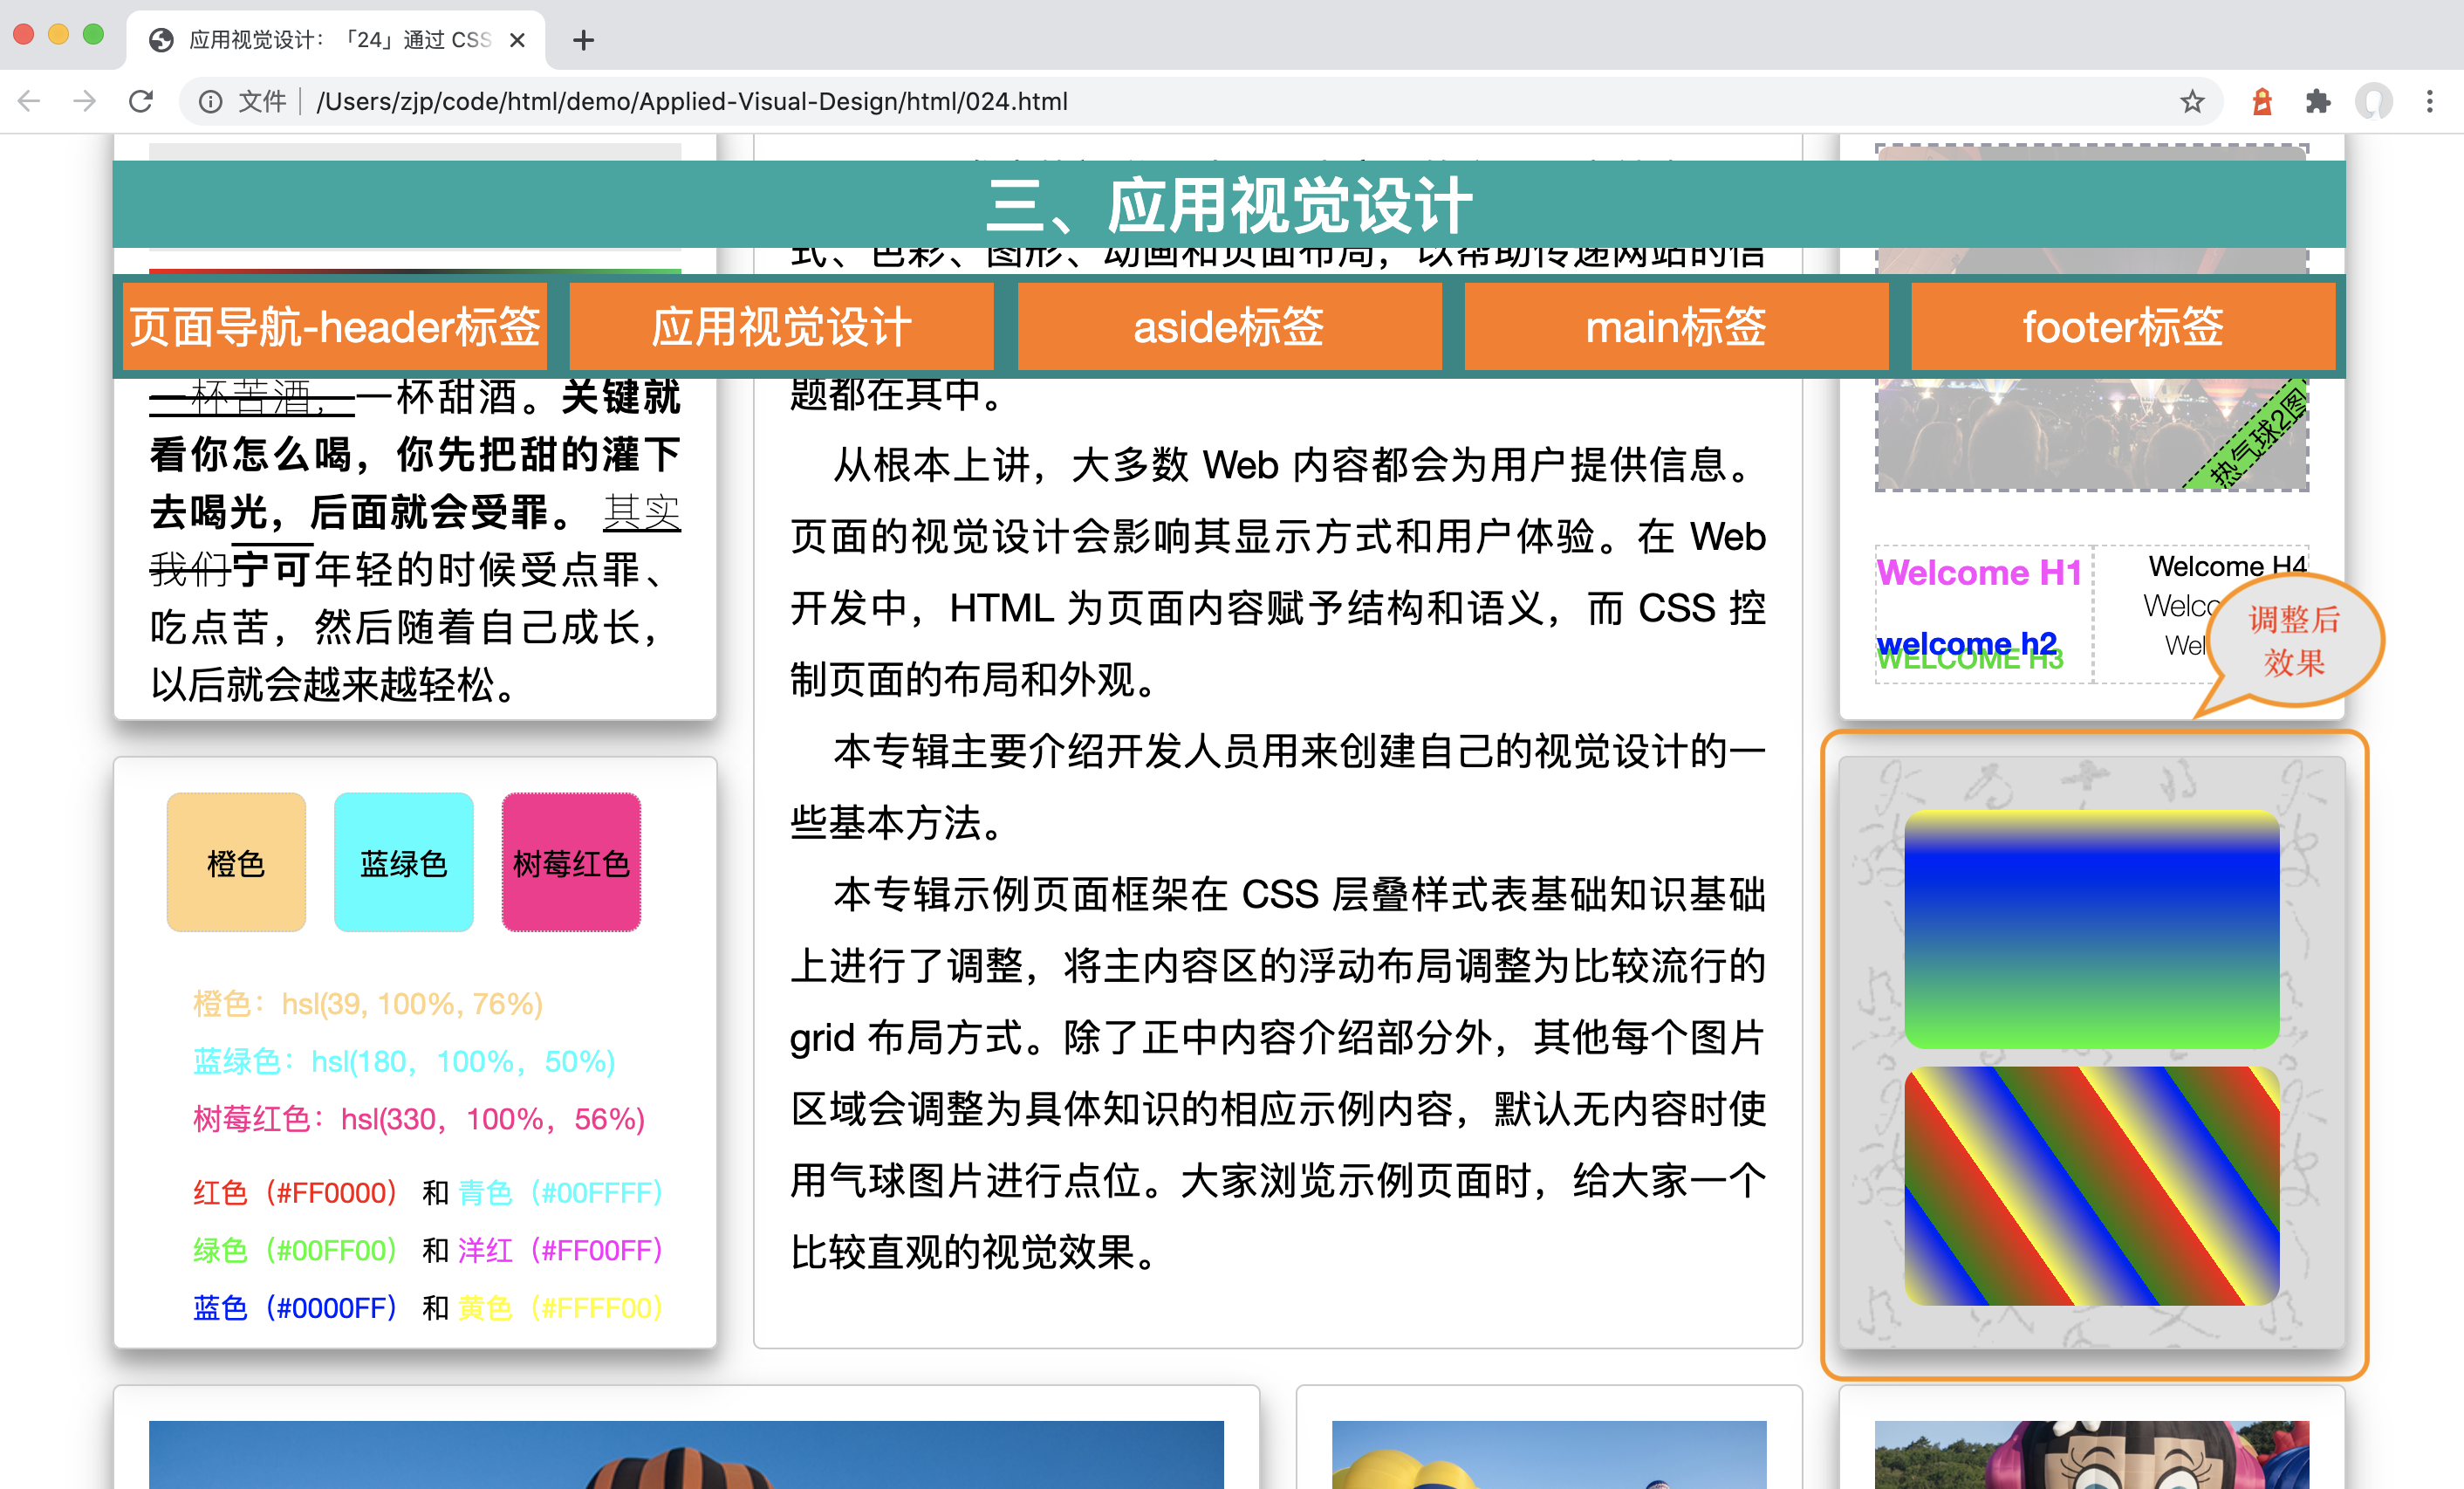 应用视觉设计：「24」通过 CSS
文件 /Users/zjp/code/html/demo/Applied-Visual-Design/html/024.html
三、应用视觉设计
式、色彩、图形、动画和页面布局，以帮助传递网站的信
页面导航-header标签
应用视觉设计
aside标签
main标签
footer标签
一杯苦酒，一杯甜酒。关键就
看你怎么喝，你先把甜的灌下
去喝光，后面就会受罪。 其实
我们宁可年轻的时候受点罪、
吃点苦，然后随着自己成长，
以后就会越来越轻松。
橙色
蓝绿色
树莓红色
橙色：hsl(39, 100%, 76%)
蓝绿色：hsl(180，100%，50%)
树莓红色：hsl(330，100%，56%)
红色（#FF0000） 和 青色（#00FFFF）
绿色（#00FF00） 和 洋红（#FF00FF）
蓝色（#0000FF） 和 黄色（#FFFF00）
题都在其中。
从根本上讲，大多数 Web 内容都会为用户提供信息。
页面的视觉设计会影响其显示方式和用户体验。在 Web
开发中，HTML 为页面内容赋予结构和语义，而 CSS 控
制页面的布局和外观。
本专辑主要介绍开发人员用来创建自己的视觉设计的一
些基本方法。
本专辑示例页面框架在 CSS 层叠样式表基础知识基础
上进行了调整，将主内容区的浮动布局调整为比较流行的
grid 布局方式。除了正中内容介绍部分外，其他每个图片
区域会调整为具体知识的相应示例内容，默认无内容时使
用气球图片进行点位。大家浏览示例页面时，给大家一个
比较直观的视觉效果。
热气球2图
Welcome H1
welcome h2
WELCOME H3
Welcome H4
Welco
Wel
调整后
效果